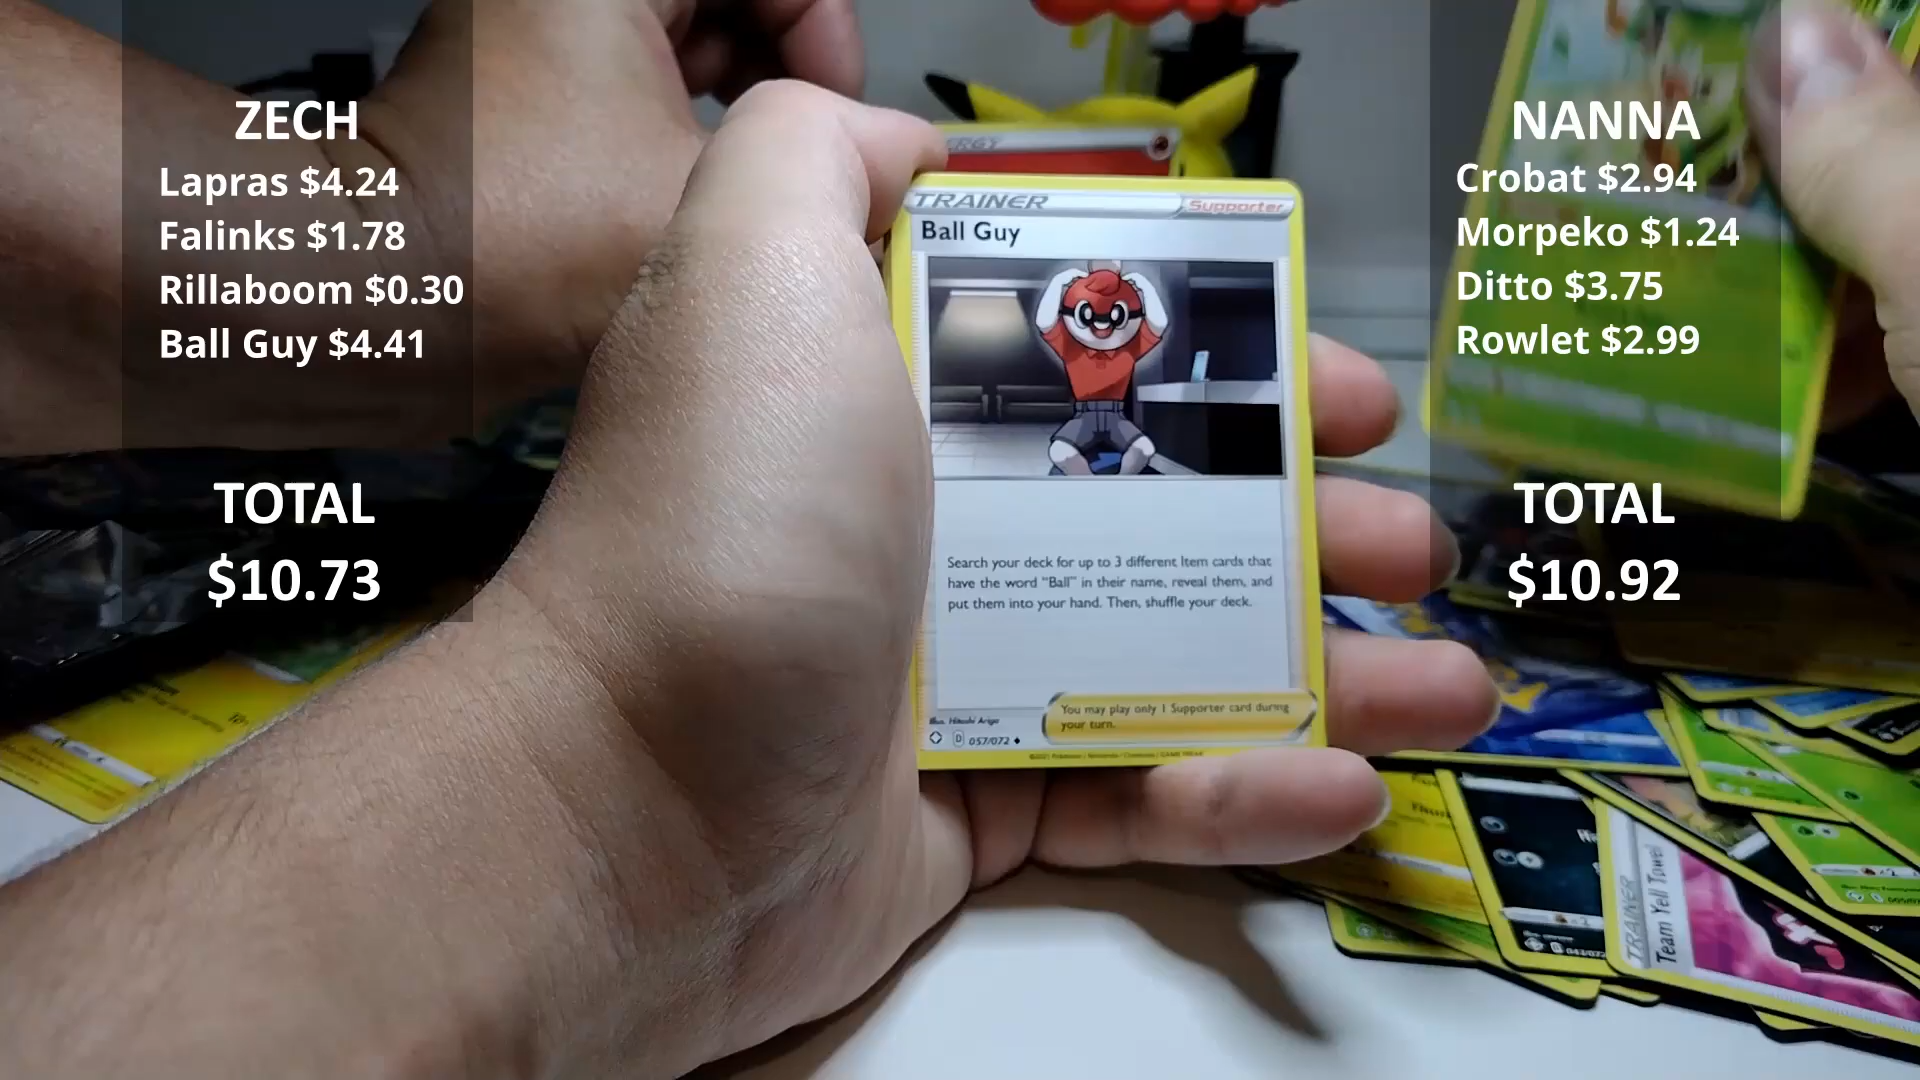 ZECH
Lapras $4.24
Falinks $1.78
Rillaboom $0.30
Ball Guy $4.41
TOTAL
$10.73
NANNA
Crobat $2.94
Morpeko $1.24
Ditto $3.75
Rowlet $2.99
TOTAL
$10.92
TRAINER
Supporter
Ball Guy
Search your deck for up to 3 different Item cards that
have the word "Ball" in their name, reveal them, and
put them into your hand. Then, shuffle your deck.
You may play only 1 Supporter card during
your turn.
Illus. Hitoshi Ariga
D 057/072
TRAINER
Team Yell Towel